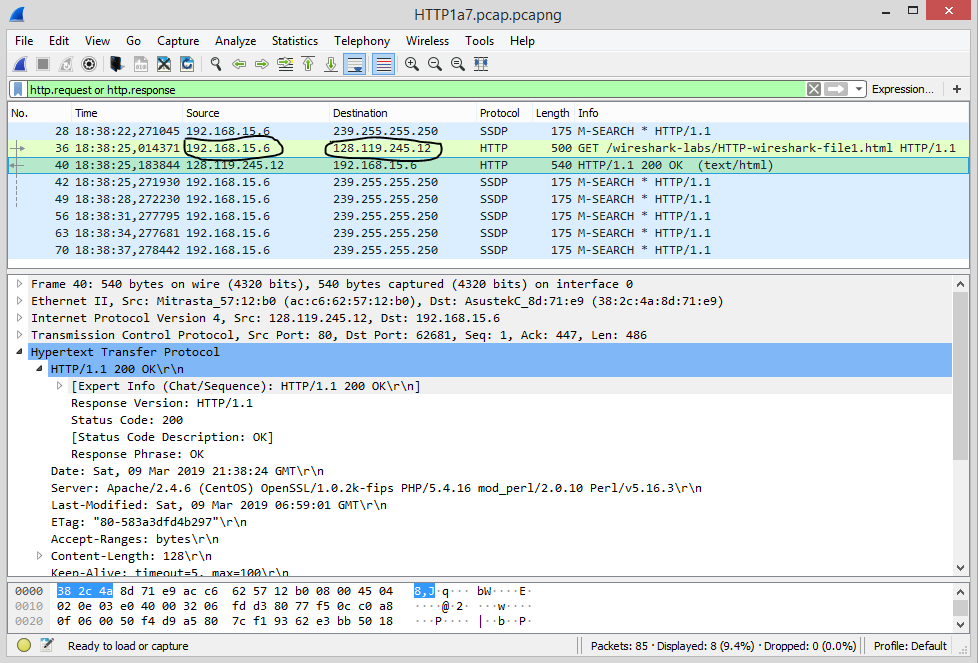 HTTP1a7.pcap.pcapng
File Edit View Go Capture Analyze Statistics Telephony Wireless Tools Help
http.request or http.response Expression... +
No. Time Source Destination Protocol Length Info
28 18:38:22,271045 192.168.15.6 239.255.255.250 SSDP 175 M-SEARCH * HTTP/1.1
36 18:38:25,014371 192.168.15.6 128.119.245.12 HTTP 500 GET /wireshark-labs/HTTP-wireshark-file1.html HTTP/1.1
40 18:38:25,183844 128.119.245.12 192.168.15.6 HTTP 540 HTTP/1.1 200 OK (text/html)
42 18:38:25,271930 192.168.15.6 239.255.255.250 SSDP 175 M-SEARCH * HTTP/1.1
49 18:38:28,272230 192.168.15.6 239.255.255.250 SSDP 175 M-SEARCH * HTTP/1.1
56 18:38:31,277795 192.168.15.6 239.255.255.250 SSDP 175 M-SEARCH * HTTP/1.1
63 18:38:34,277681 192.168.15.6 239.255.255.250 SSDP 175 M-SEARCH * HTTP/1.1
70 18:38:37,278442 192.168.15.6 239.255.255.250 SSDP 175 M-SEARCH * HTTP/1.1
Frame 40: 540 bytes on wire (4320 bits), 540 bytes captured (4320 bits) on interface 0
Ethernet II, Src: Mitrasta_57:12:b0 (ac:c6:62:57:12:b0), Dst: AsustekC_8d:71:e9 (38:2c:4a:8d:71:e9)
Internet Protocol Version 4, Src: 128.119.245.12, Dst: 192.168.15.6
Transmission Control Protocol, Src Port: 80, Dst Port: 62681, Seq: 1, Ack: 447, Len: 486
Hypertext Transfer Protocol
HTTP/1.1 200 OK\r\n
[Expert Info (Chat/Sequence): HTTP/1.1 200 OK\r\n]
Response Version: HTTP/1.1
Status Code: 200
[Status Code Description: OK]
Response Phrase: OK
Date: Sat, 09 Mar 2019 21:38:24 GMT\r\n
Server: Apache/2.4.6 (CentOS) OpenSSL/1.0.2k-fips PHP/5.4.16 mod_perl/2.0.10 Perl/v5.16.3\r\n
Last-Modified: Sat, 09 Mar 2019 06:59:01 GMT\r\n
ETag: "80-583a3dfd4b297"\r\n
Accept-Ranges: bytes\r\n
Content-Length: 128\r\n
Keep-Alive: timeout=5, max=100\r\n
0000 38 2c 4a 8d 71 e9 ac c6 62 57 12 b0 08 00 45 04 8,J·q··· bW····E·
0010 02 0e 03 e0 40 00 32 06 fd d3 80 77 f5 0c c0 a8 ····@·2· ···w····
0020 0f 06 00 50 f4 d9 a5 80 7c f1 93 62 e3 bb 50 18 ···P···· |··b··P·
Ready to load or capture Packets: 85 · Displayed: 8 (9.4%) · Dropped: 0 (0.0%) Profile: Default